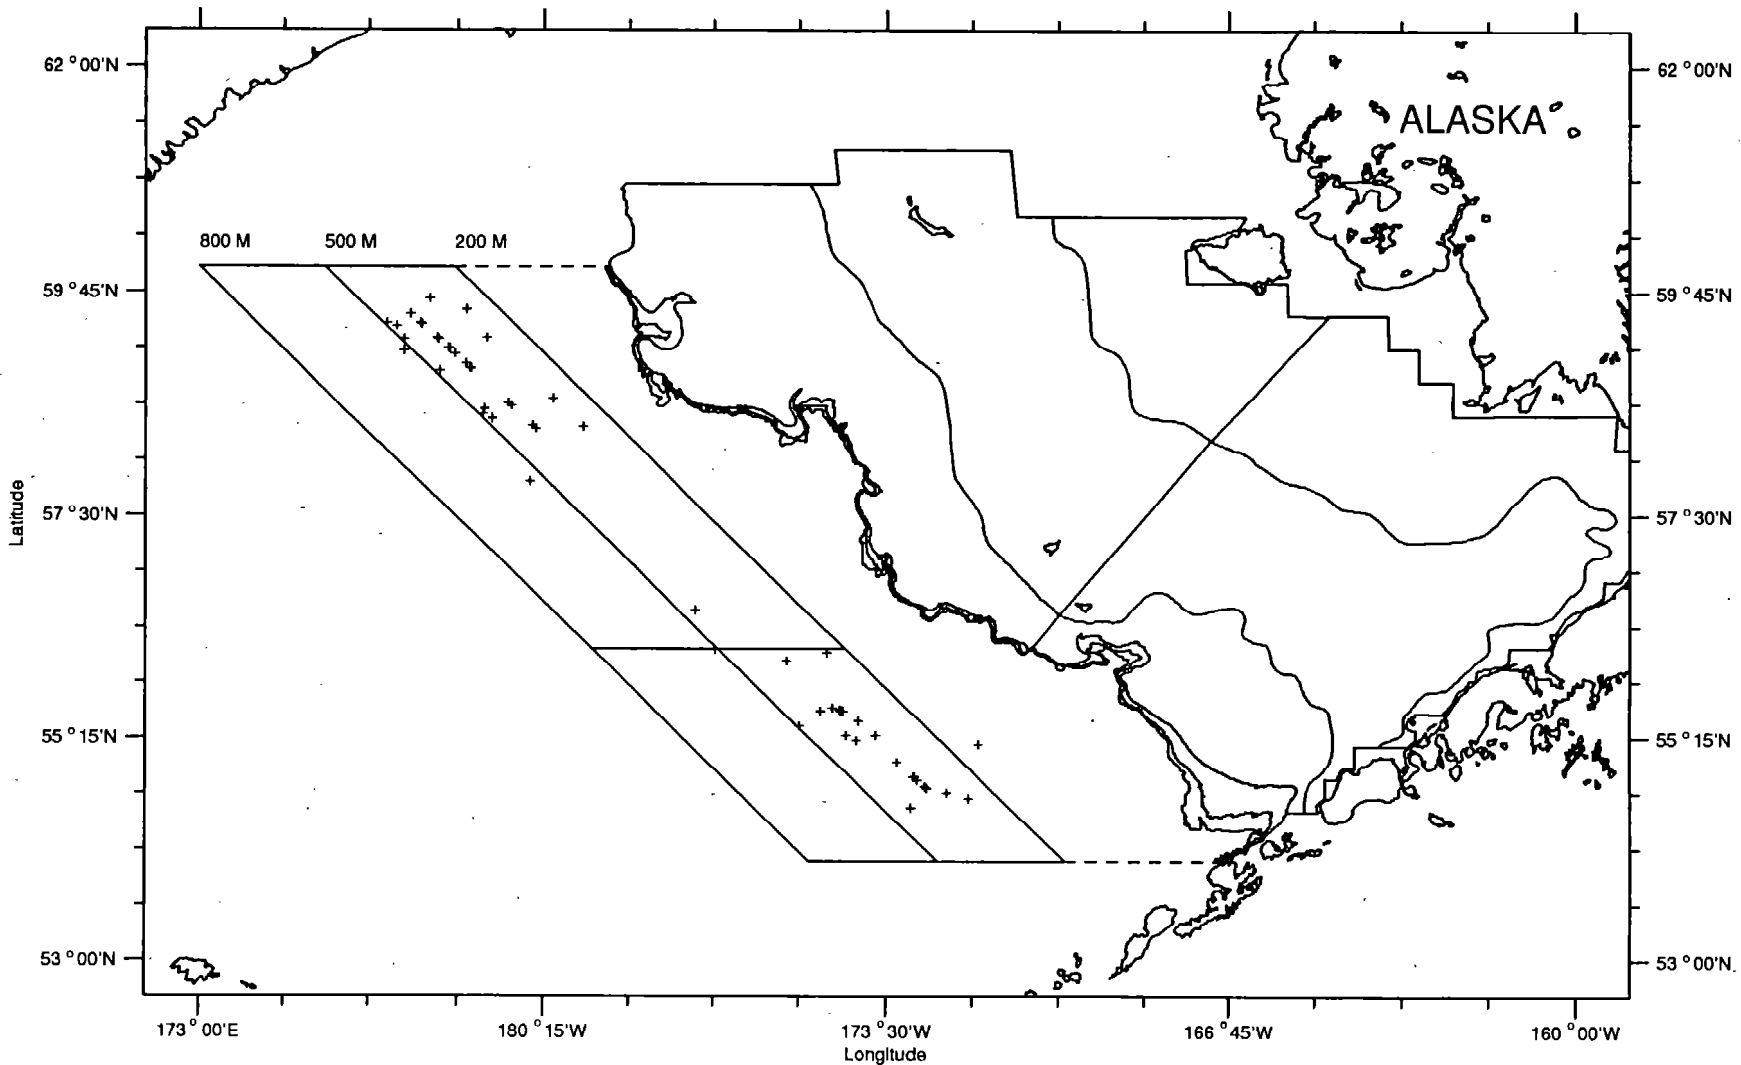 62 °00'N
62 °00'N
ALASKA
800 M
500 M
200 M
59 °45'N
59 °45'N
Latitude
57 °30'N
57 °30'N
55 °15'N
55 °15'N
53 °00'N
53 °00'N
173 °00'E
180 °15'W
173 °30'W
166 °45'W
160 °00'W
Longitude